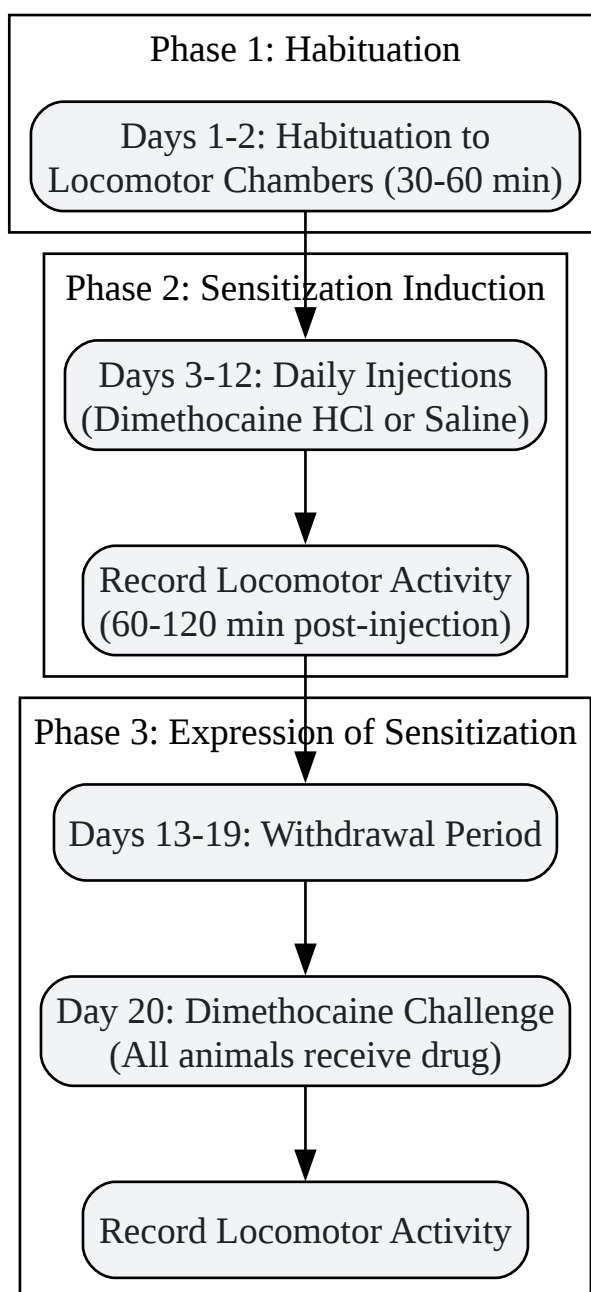 Phase 1: Habituation
Days 1-2: Habituation to
Locomotor Chambers (30-60 min)
Phase 2: Sensitization Induction
Days 3-12: Daily Injections
(Dimethocaine HCl or Saline)
Record Locomotor Activity
(60-120 min post-injection)
Phase 3: Expression of Sensitization
Days 13-19: Withdrawal Period
Day 20: Dimethocaine Challenge
(All animals receive drug)
Record Locomotor Activity